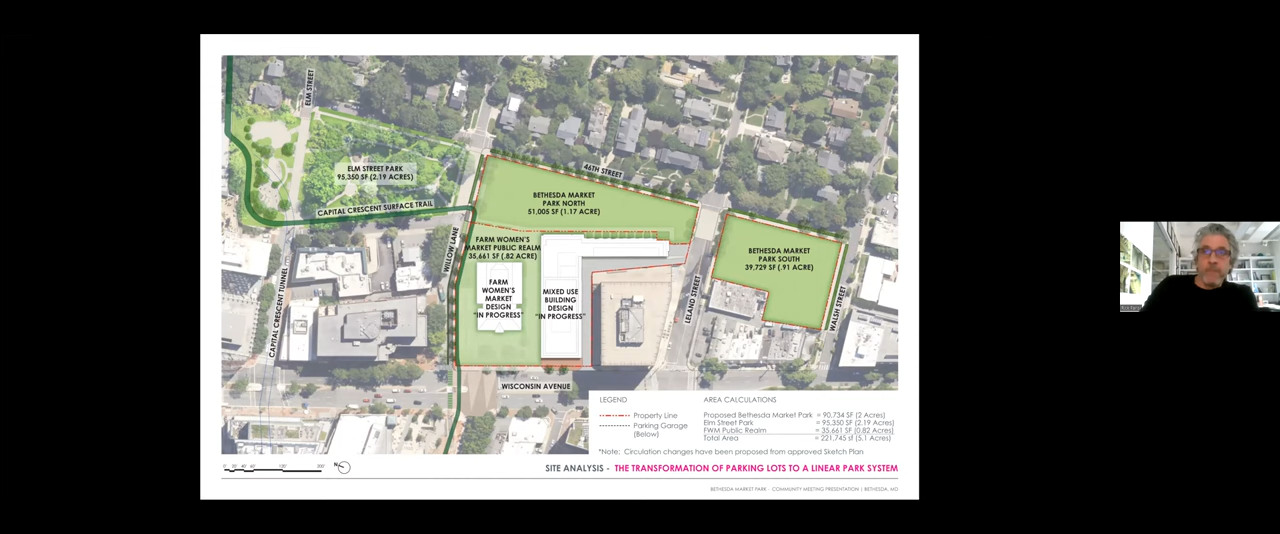 ELM STREET
ELM STREET PARK
95,350 SF (2.19 ACRES)
CAPITAL CRESCENT SURFACE TRAIL
46TH STREET
BETHESDA MARKET
PARK NORTH
51,005 SF (1.17 ACRE)
FARM WOMEN'S
MARKET PUBLIC REALM
35,661 SF (.82 ACRE)
BETHESDA MARKET
PARK SOUTH
39,729 SF (.91 ACRE)
WILLOW LANE
CAPITAL CRESCENT TUNNEL
FARM
WOMEN'S
MARKET
DESIGN
"IN PROGRESS"
MIXED USE
BUILDING
DESIGN
"IN PROGRESS"
LELAND STREET
WALSH STREET
WISCONSIN AVENUE
LEGEND
Property Line
Parking Garage
(Below)
AREA CALCULATIONS
Proposed Bethesda Market Park = 90,734 SF (2 Acres)
Elm Street Park = 95,350 SF (2.19 Acres)
FWM Public Realm = 35,661 SF (0.82 Acre)
Total Area = 221,745 sf (5.1 Acres)
*Note: Circulation changes have been proposed from approved Sketch Plan
N
SITE ANALYSIS - THE TRANSFORMATION OF PARKING LOTS TO A LINEAR PARK SYSTEM
BETHESDA MARKET PARK - COMMUNITY MEETING PRESENTATION | BETHESDA, MD